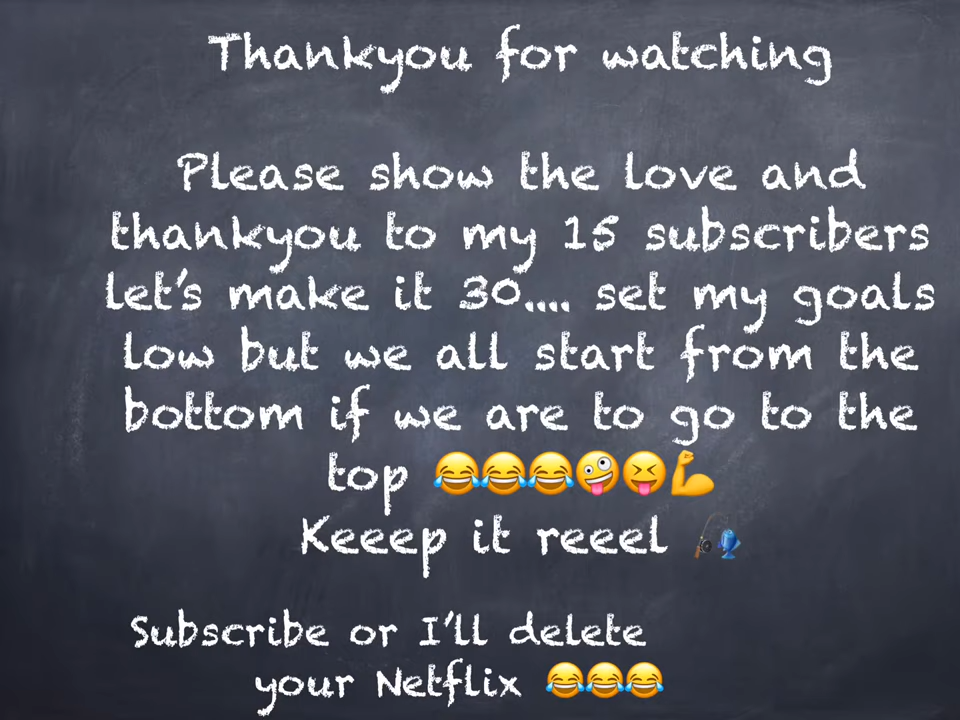 Thankyou for watching
Please show the love and
thankyou to my 15 subscribers
let's make it 30.... set my goals
low but we all start from the
bottom if we are to go to the
top 😂😂😂🤪😝💪
Keeep it reeel 🎣
Subscribe or I'll delete
your Netflix 😂😂😂